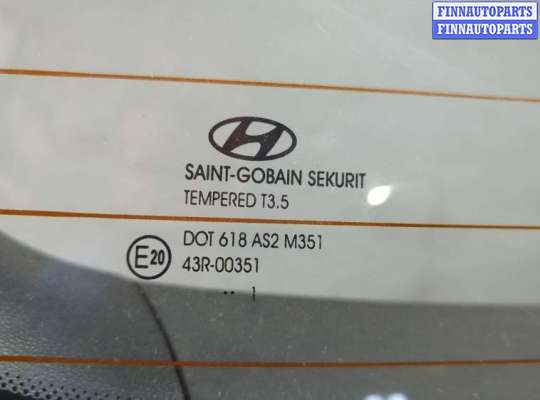 FINNAUTOPARTS
FINNAUTOPARTS
SAINT-GOBAIN SEKURIT
TEMPERED T3.5
DOT 618 AS2 M351
E20 43R-00351
.. 1